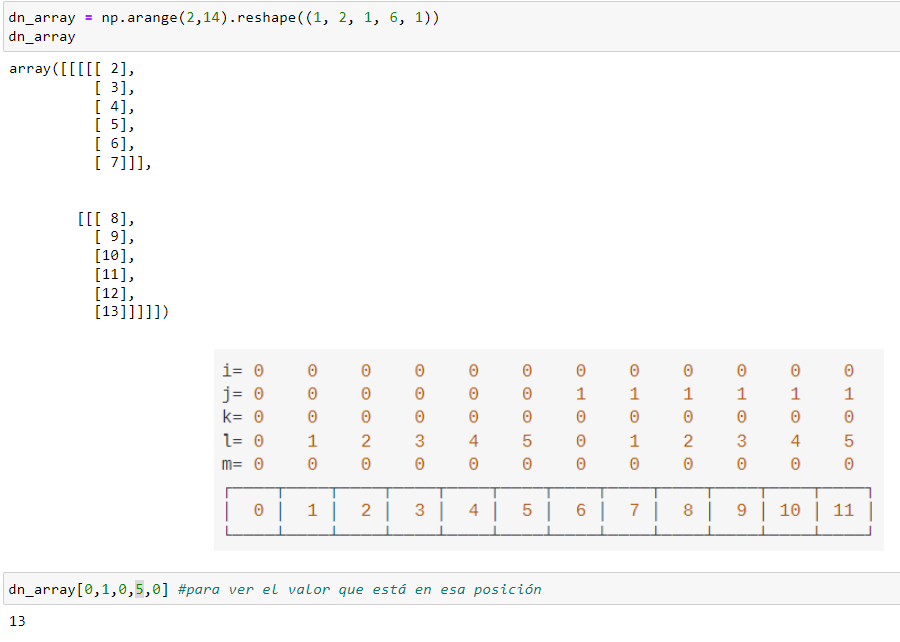 dn_array = np.arange(2,14).reshape((1, 2, 1, 6, 1))
dn_array
array([[[[[ 2],
[ 3],
[ 4],
[ 5],
[ 6],
[ 7]]],
[[[ 8],
[ 9],
[10],
[11],
[12],
[13]]]]])
i= 0 0 0 0 0 0 0 0 0 0 0 0
j= 0 0 0 0 0 0 1 1 1 1 1 1
k= 0 0 0 0 0 0 0 0 0 0 0 0
l= 0 1 2 3 4 5 0 1 2 3 4 5
m= 0 0 0 0 0 0 0 0 0 0 0 0
0 1 2 3 4 5 6 7 8 9 10 11
dn_array[0,1,0,5,0] #para ver el valor que está en esa posición
13